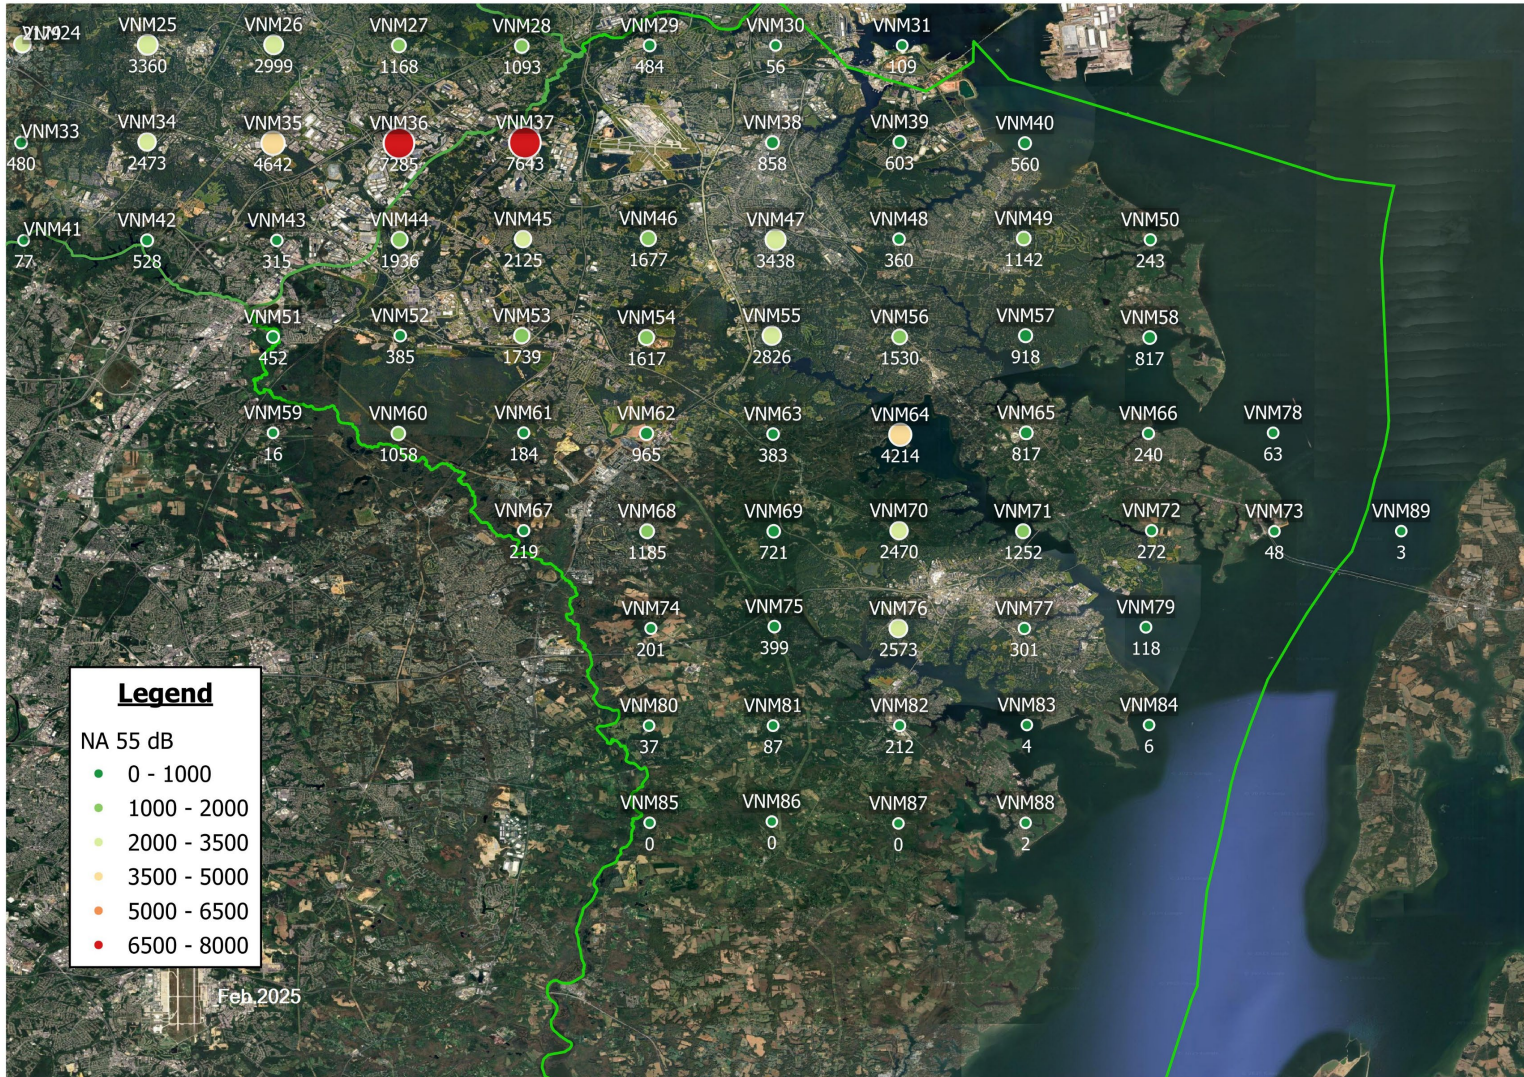 VNM24 VNM25 VNM26 VNM27 VNM28 VNM29 VNM30 VNM31
2179 3360 2999 1168 1093 484 56 109
VNM33 VNM34 VNM35 VNM36 VNM37 VNM38 VNM39 VNM40
480 2473 4642 7285 7643 858 603 560
VNM41 VNM42 VNM43 VNM44 VNM45 VNM46 VNM47 VNM48 VNM49 VNM50
77 528 315 1936 2125 1677 3438 360 1142 243
VNM51 VNM52 VNM53 VNM54 VNM55 VNM56 VNM57 VNM58
452 385 1739 1617 2826 1530 918 817
VNM59 VNM60 VNM61 VNM62 VNM63 VNM64 VNM65 VNM66 VNM78
16 1058 184 965 383 4214 817 240 63
VNM67 VNM68 VNM69 VNM70 VNM71 VNM72 VNM73 VNM89
219 1185 721 2470 1252 272 48 3
VNM74 VNM75 VNM76 VNM77 VNM79
201 399 2573 301 118
VNM80 VNM81 VNM82 VNM83 VNM84
37 87 212 4 6
VNM85 VNM86 VNM87 VNM88
0 0 0 2
Legend
NA 55 dB
0 - 1000
1000 - 2000
2000 - 3500
3500 - 5000
5000 - 6500
6500 - 8000
Feb,2025